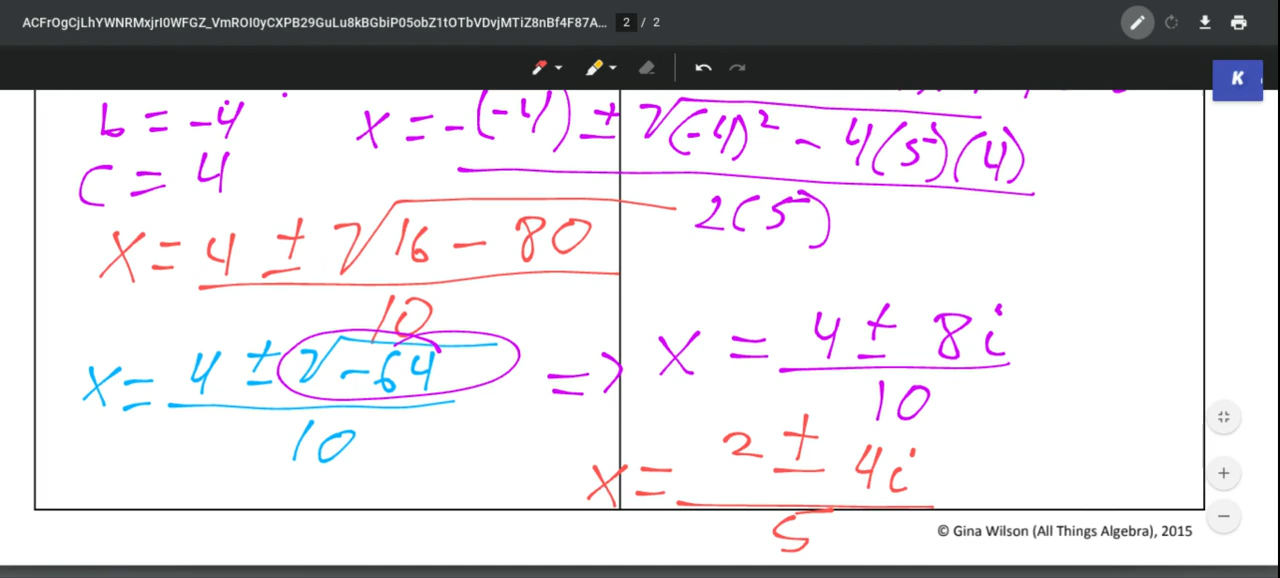 ACFrOgCjLhYWNRMxjrI0WFGZ_VmROI0yCXPB29GuLu8kBGbiP05obZ1tOTbVDvjMTiZ8nBf4F87A... 2 / 2
K
b = -4
c = 4
x = -(-4) ± √(-4)² - 4(5)(4)
2(5)
x = 4 ± √16 - 80
10
x = 4 ± √-64
10
=> x = 4 ± 8i
10
x = 2 ± 4i
5
© Gina Wilson (All Things Algebra), 2015